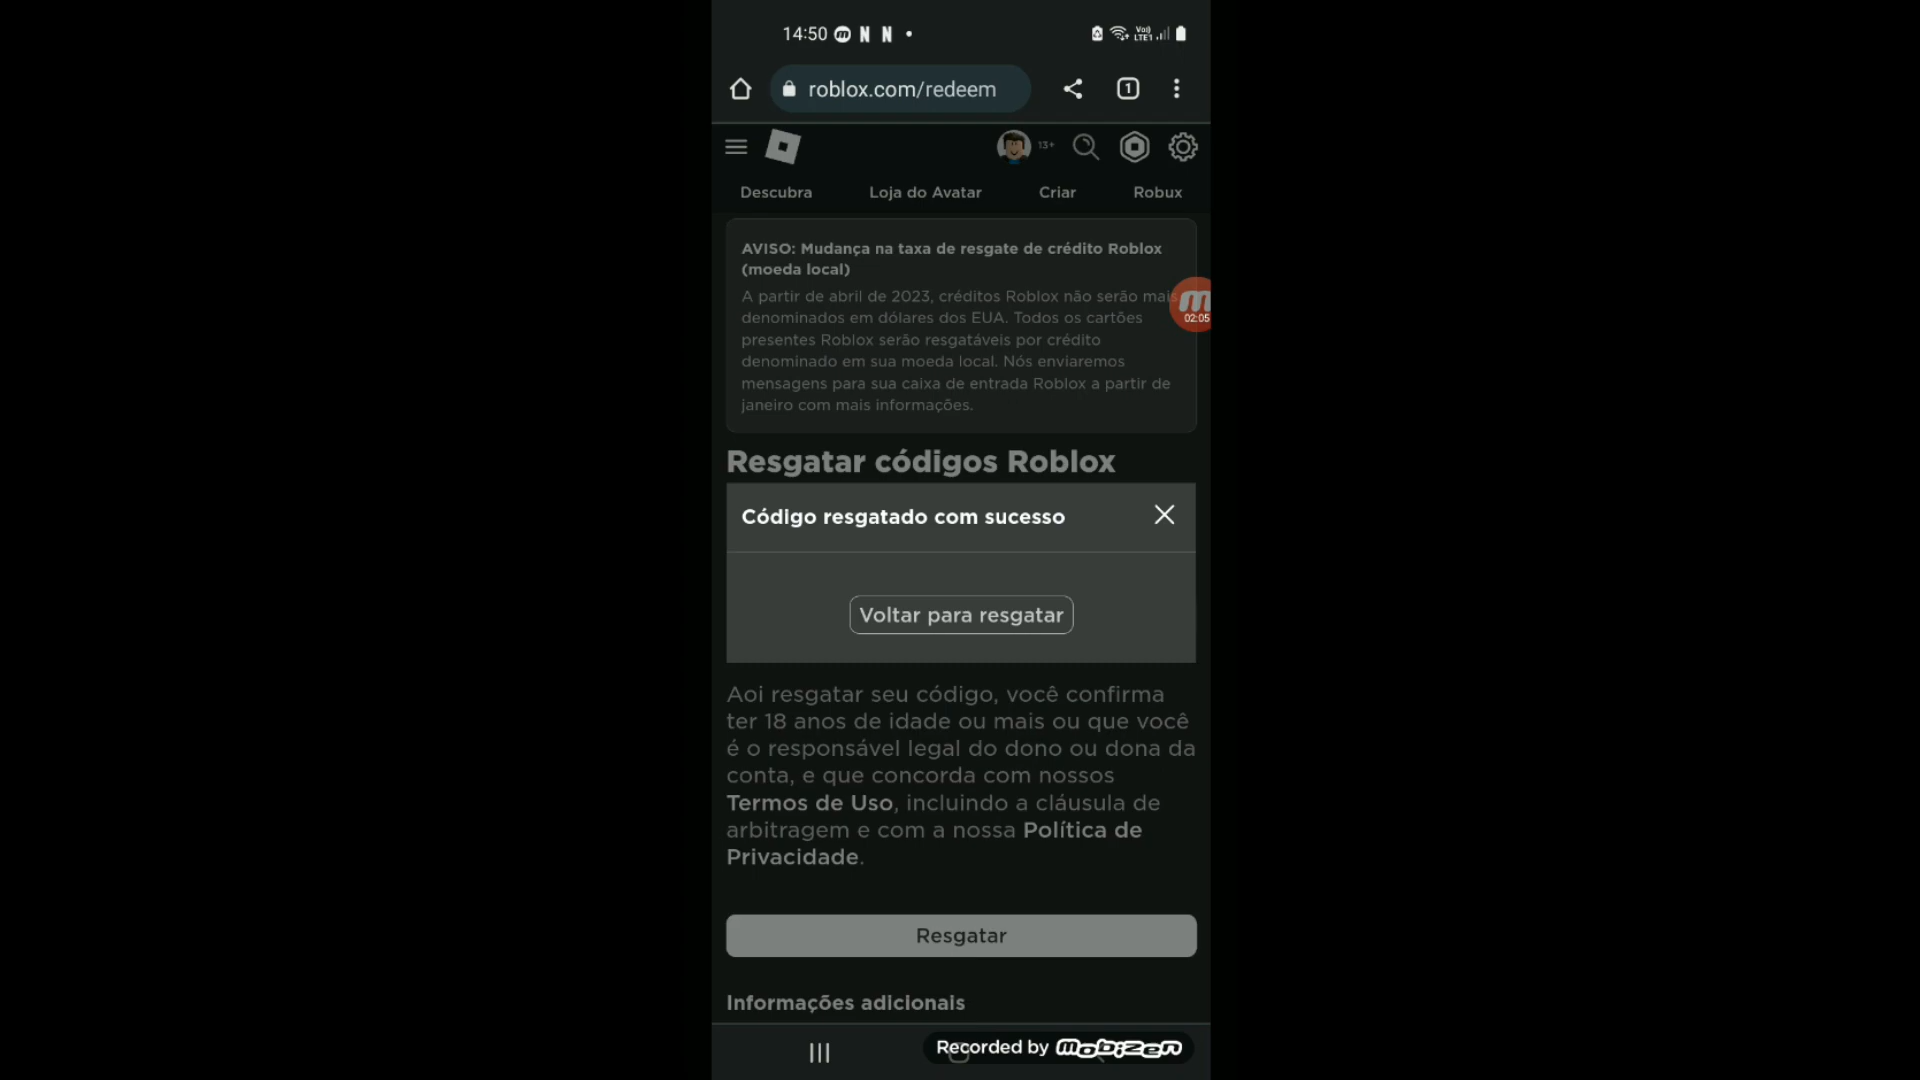 14:50
Vo)) LTE1
roblox.com/redeem
1
13+
Descubra Loja do Avatar Criar Robux
AVISO: Mudança na taxa de resgate de crédito Roblox
(moeda local)
A partir de abril de 2023, créditos Roblox não serão mais
denominados em dólares dos EUA. Todos os cartões
presentes Roblox serão resgatáveis por crédito
denominado em sua moeda local. Nós enviaremos
mensagens para sua caixa de entrada Roblox a partir de
janeiro com mais informações.
02:05
Resgatar códigos Roblox
Código resgatado com sucesso
Voltar para resgatar
Aoi resgatar seu código, você confirma
ter 18 anos de idade ou mais ou que você
é o responsável legal do dono ou dona da
conta, e que concorda com nossos
Termos de Uso, incluindo a cláusula de
arbitragem e com a nossa Política de
Privacidade.
Resgatar
Informações adicionais
Recorded by mobizen